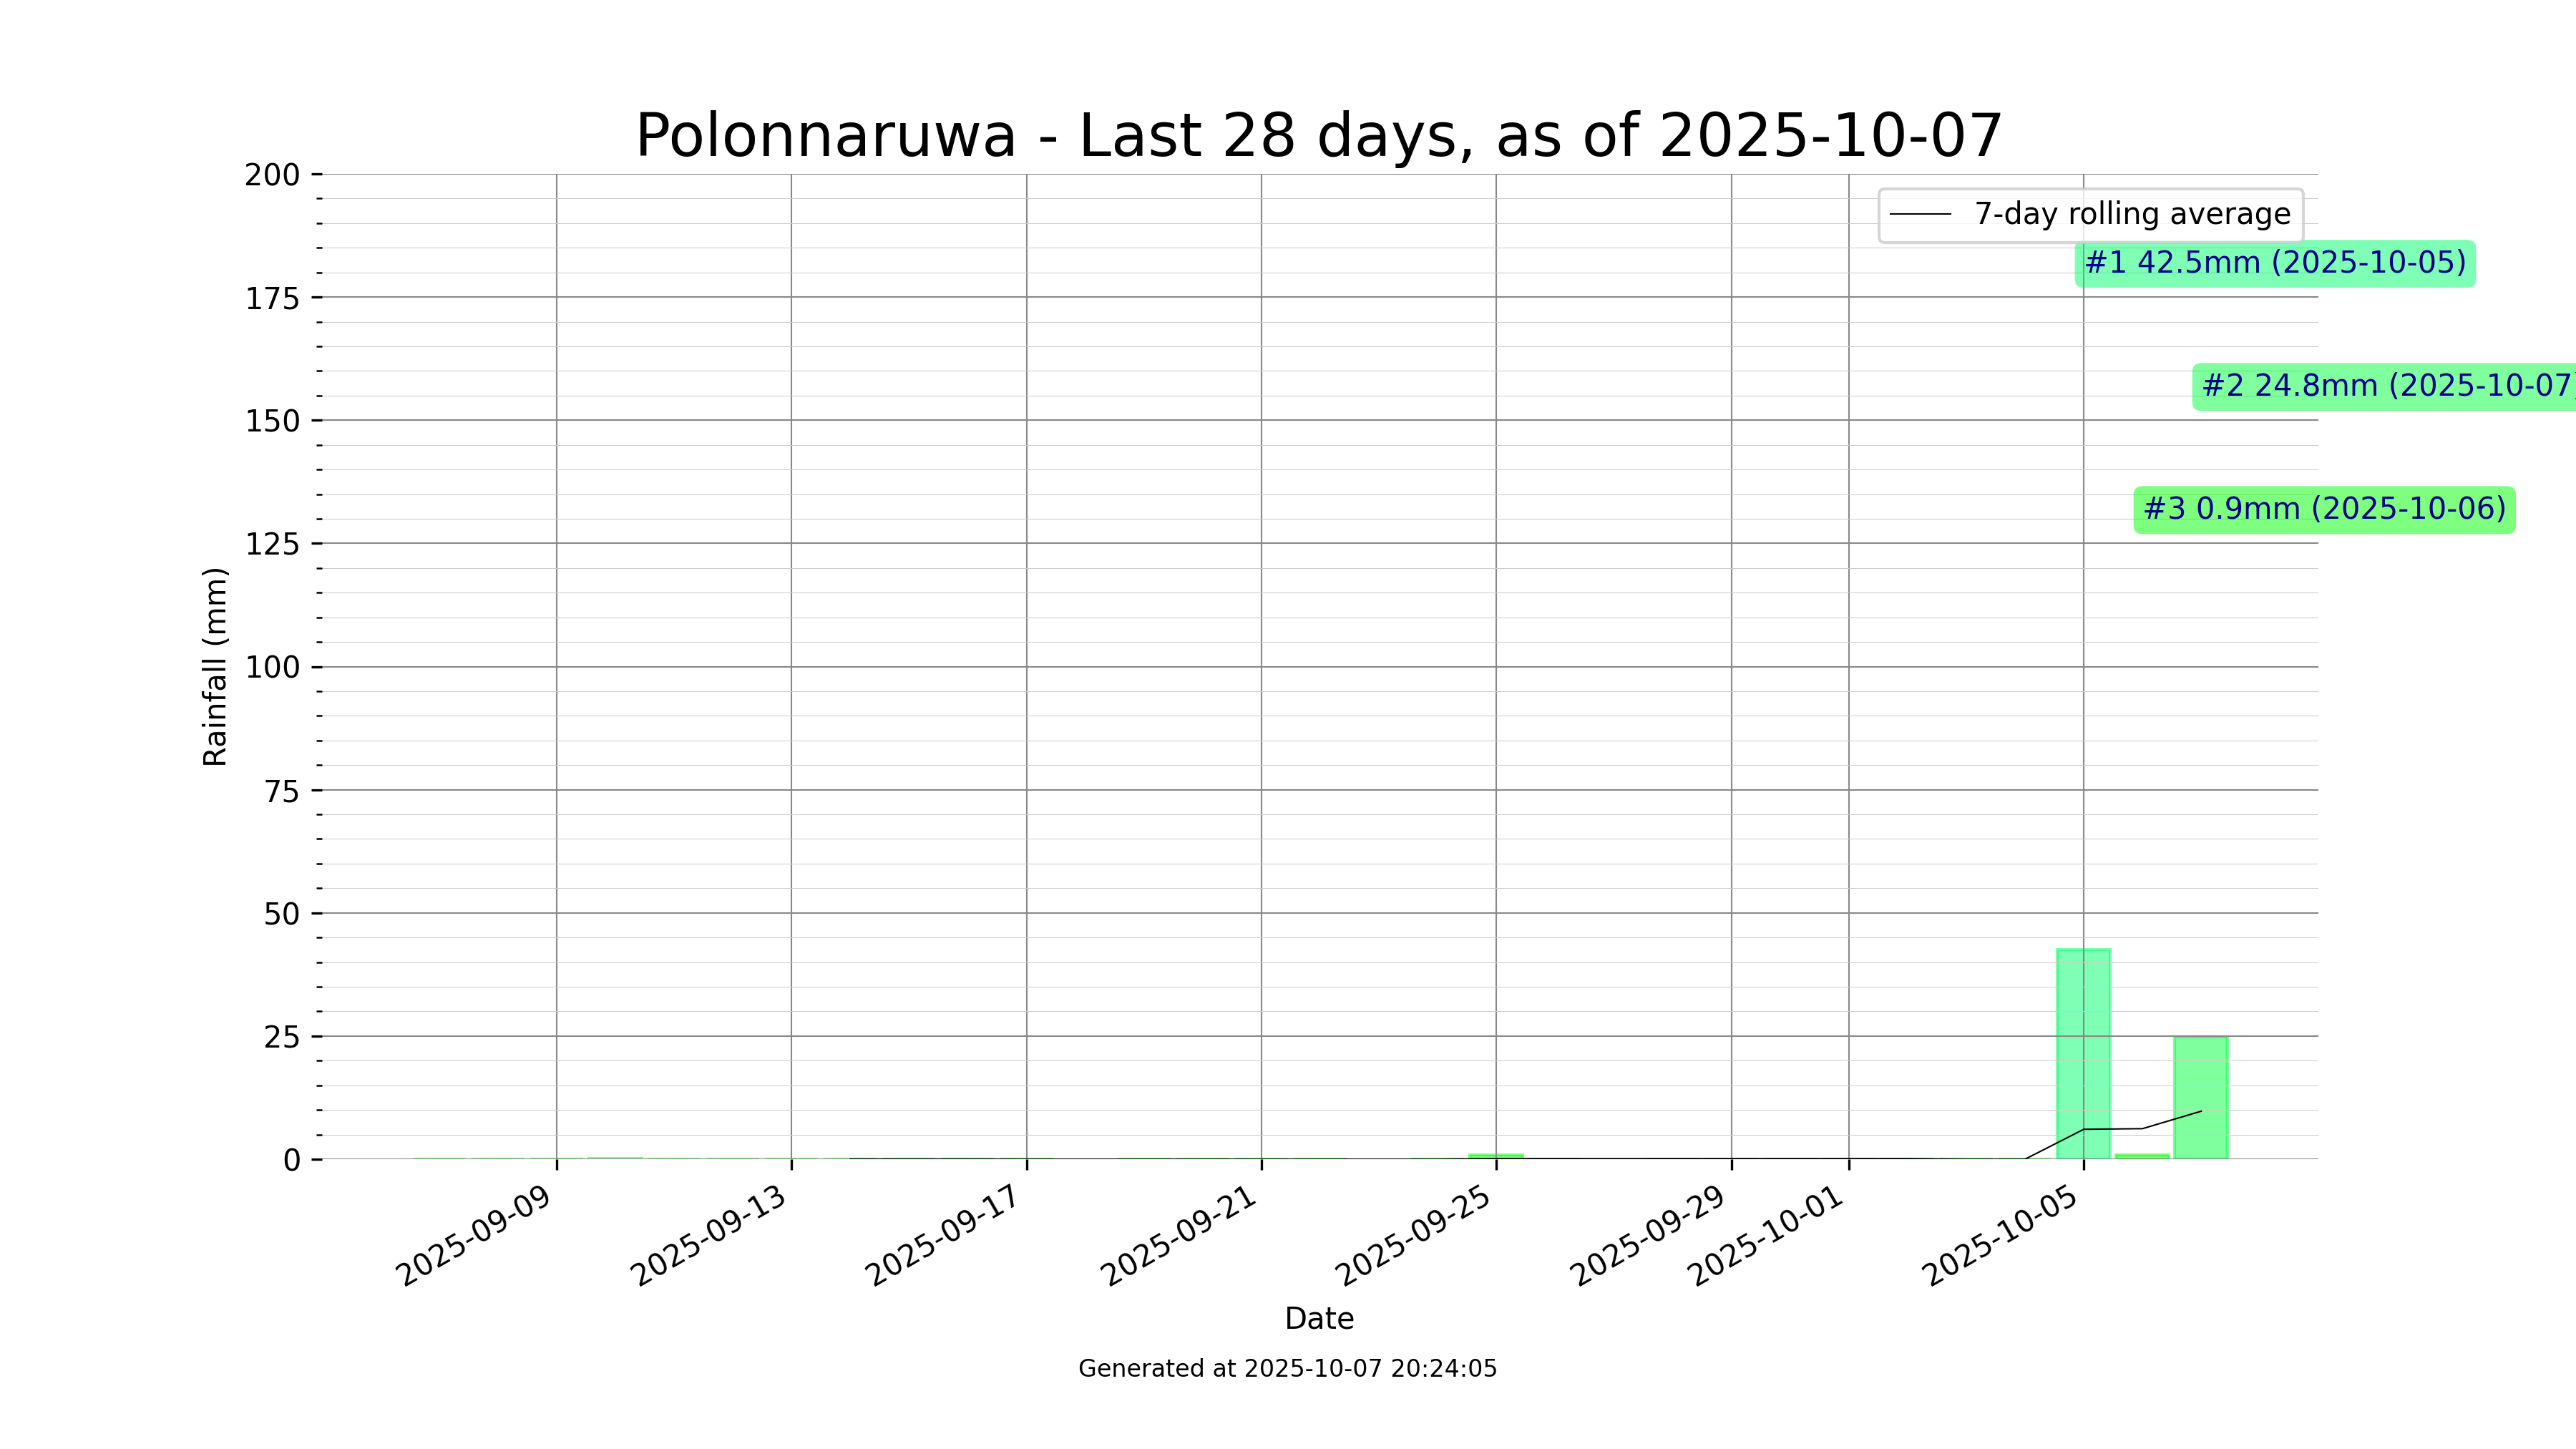 Polonnaruwa - Last 28 days, as of 2025-10-07
7-day rolling average
#1 42.5mm (2025-10-05)
#2 24.8mm (2025-10-07)
#3 0.9mm (2025-10-06)
Rainfall (mm)
200
175
150
125
100
75
50
25
0
2025-09-09
2025-09-13
2025-09-17
2025-09-21
2025-09-25
2025-09-29
2025-10-01
2025-10-05
Date
Generated at 2025-10-07 20:24:05